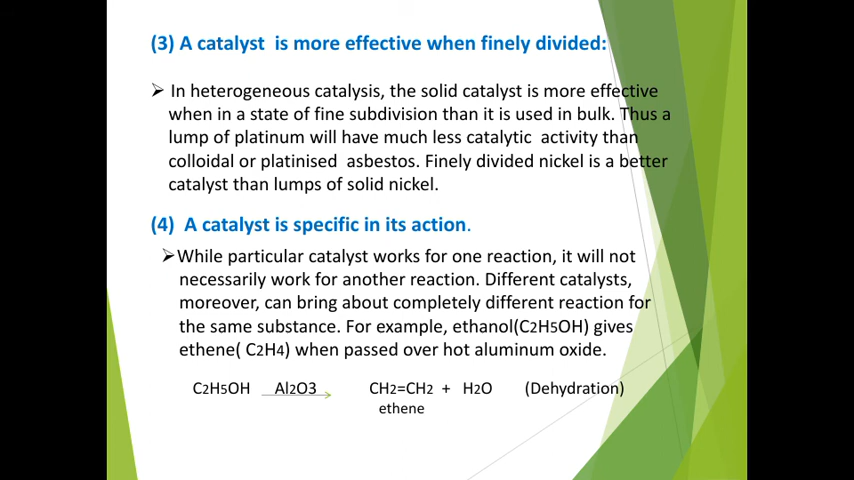 (3) A catalyst is more effective when finely divided:
➢ In heterogeneous catalysis, the solid catalyst is more effective
when in a state of fine subdivision than it is used in bulk. Thus a
lump of platinum will have much less catalytic activity than
colloidal or platinised asbestos. Finely divided nickel is a better
catalyst than lumps of solid nickel.
(4) A catalyst is specific in its action.
➢While particular catalyst works for one reaction, it will not
necessarily work for another reaction. Different catalysts,
moreover, can bring about completely different reaction for
the same substance. For example, ethanol(C2H5OH) gives
ethene( C2H4) when passed over hot aluminum oxide.
C2H5OH Al2O3 CH2=CH2 + H2O (Dehydration)
ethene